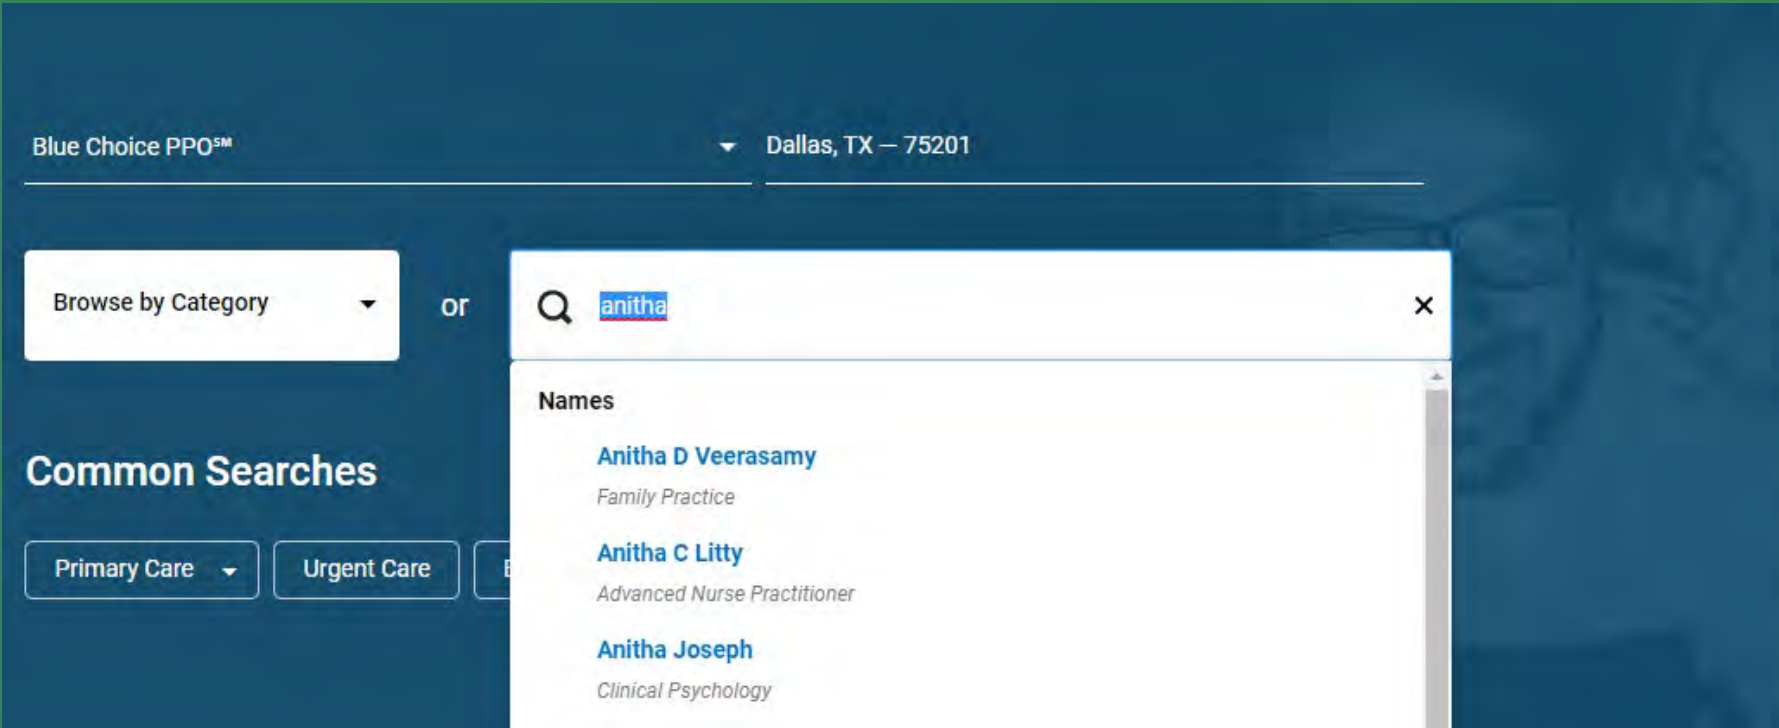 Blue Choice PPO℠
Dallas, TX — 75201
Browse by Category
or
anitha
Names
Anitha D Veerasamy
Family Practice
Anitha C Litty
Advanced Nurse Practitioner
Anitha Joseph
Clinical Psychology
Common Searches
Primary Care
Urgent Care